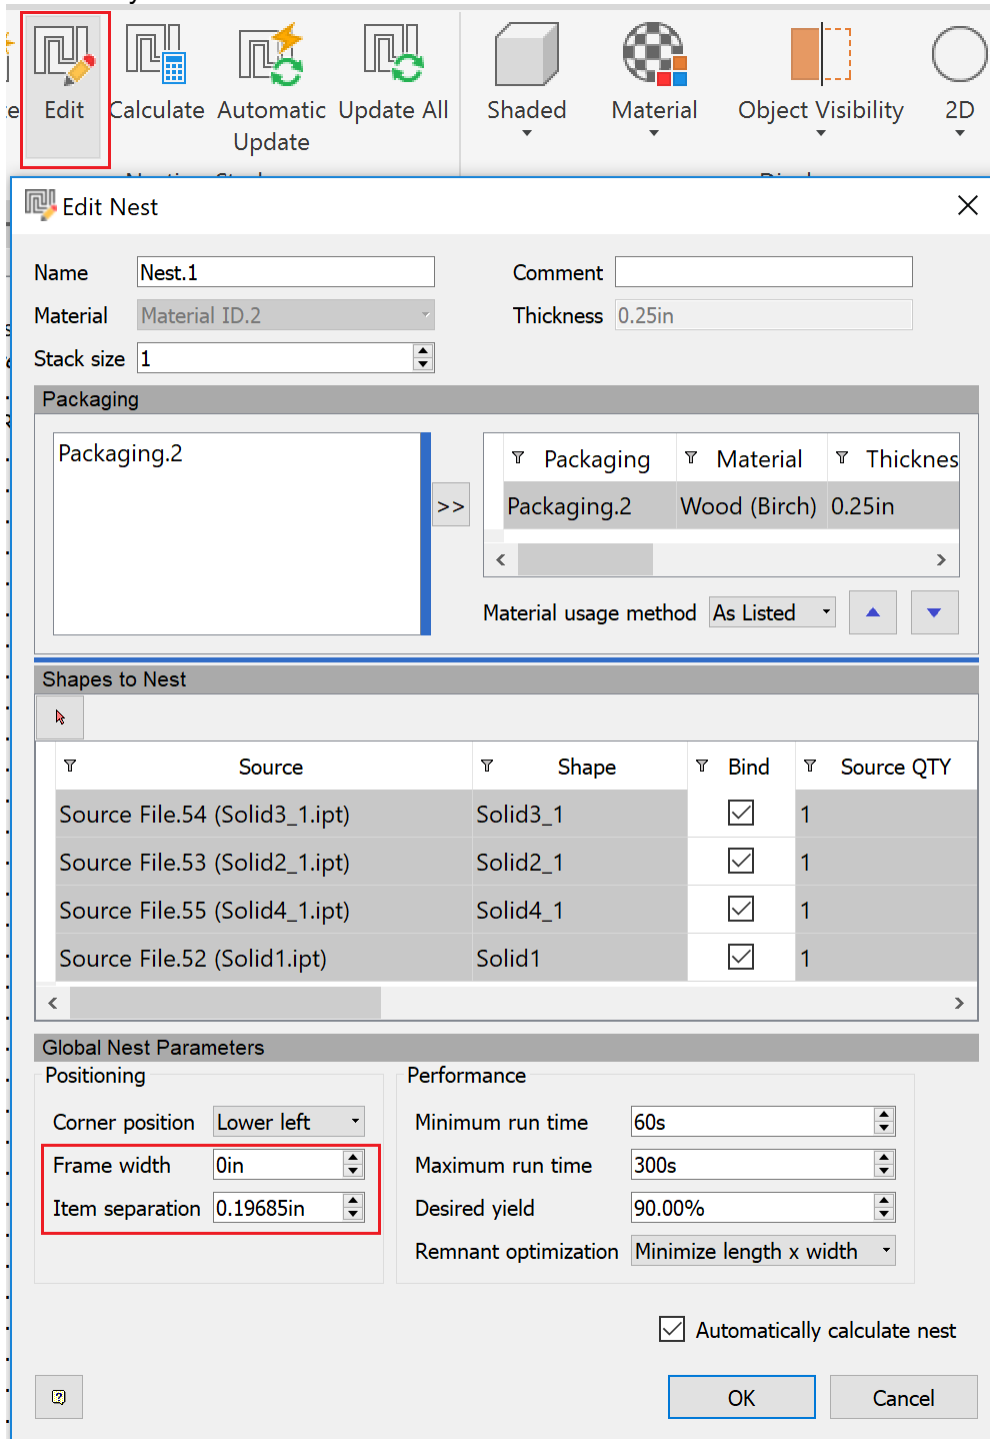 Edit
Calculate
Automatic
Update
Update All
Shaded
Material
Object Visibility
2D
Edit Nest
Name
Nest.1
Comment
Material
Material ID.2
Thickness
0.25in
Stack size
1
Packaging
Packaging.2
>>
Packaging
Material
Thicknes
Packaging.2
Wood (Birch)
0.25in
Material usage method
As Listed
Shapes to Nest
Source
Shape
Bind
Source QTY
Source File.54 (Solid3_1.ipt)
Solid3_1
1
Source File.53 (Solid2_1.ipt)
Solid2_1
1
Source File.55 (Solid4_1.ipt)
Solid4_1
1
Source File.52 (Solid1.ipt)
Solid1
1
Global Nest Parameters
Positioning
Corner position
Lower left
Frame width
0in
Item separation
0.19685in
Performance
Minimum run time
60s
Maximum run time
300s
Desired yield
90.00%
Remnant optimization
Minimize length x width
Automatically calculate nest
OK
Cancel